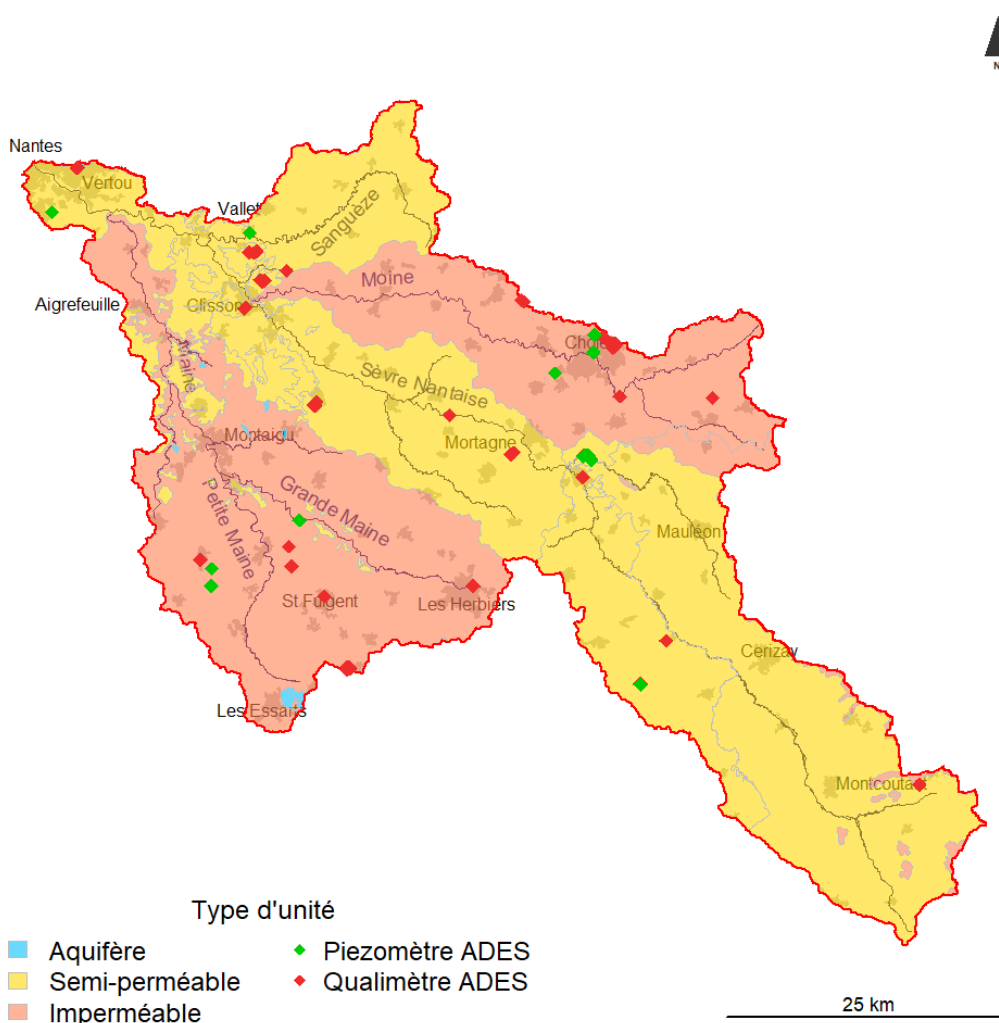 N
Nantes
Vertou
Vallet
Sanguèze
Moine
Aigrefeuille
Clisson
Cholet
Maine
Sèvre Nantaise
Montaigu
Mortagne
Grande Maine
Petite Maine
Mauléon
St Fulgent
Les Herbiers
Cerizay
Les Essarts
Montcoutant
Type d'unité
Aquifère
Piezomètre ADES
Semi-perméable
Qualimètre ADES
Imperméable
25 km